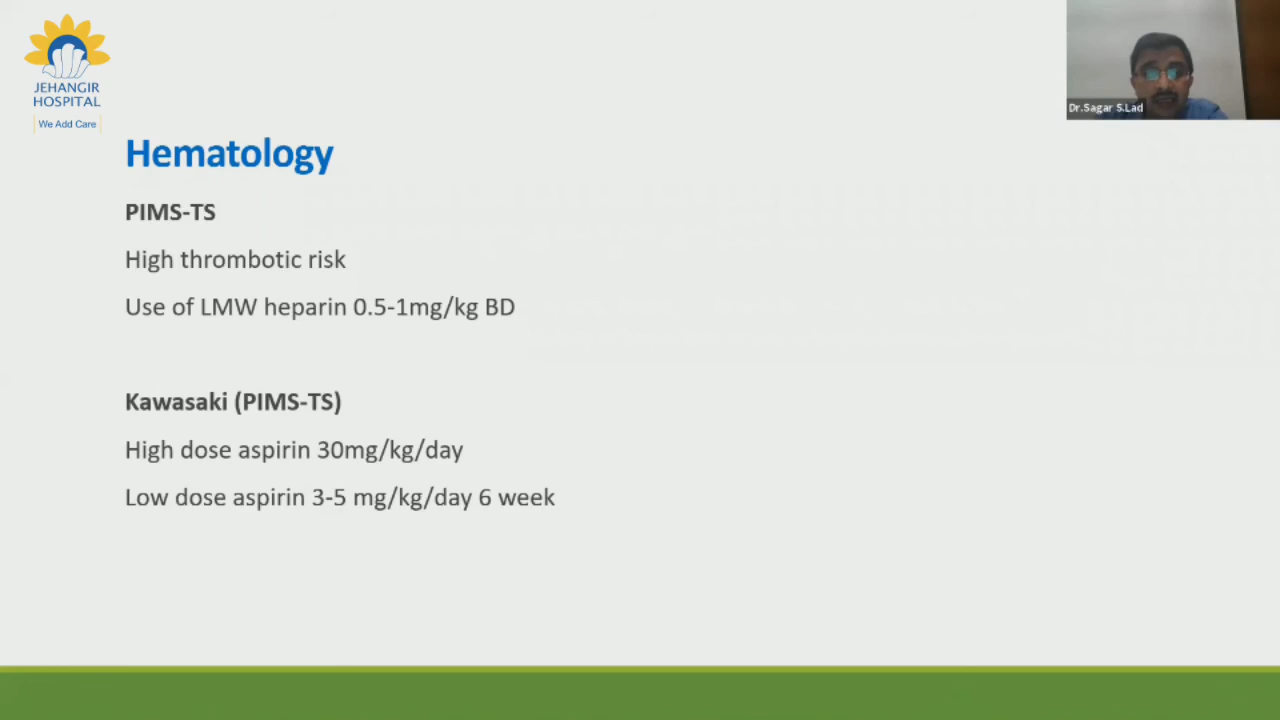 JEHANGIR
HOSPITAL
We Add Care
Dr.Sagar S.Lad
Hematology
PIMS-TS
High thrombotic risk
Use of LMW heparin 0.5-1mg/kg BD
Kawasaki (PIMS-TS)
High dose aspirin 30mg/kg/day
Low dose aspirin 3-5 mg/kg/day 6 week